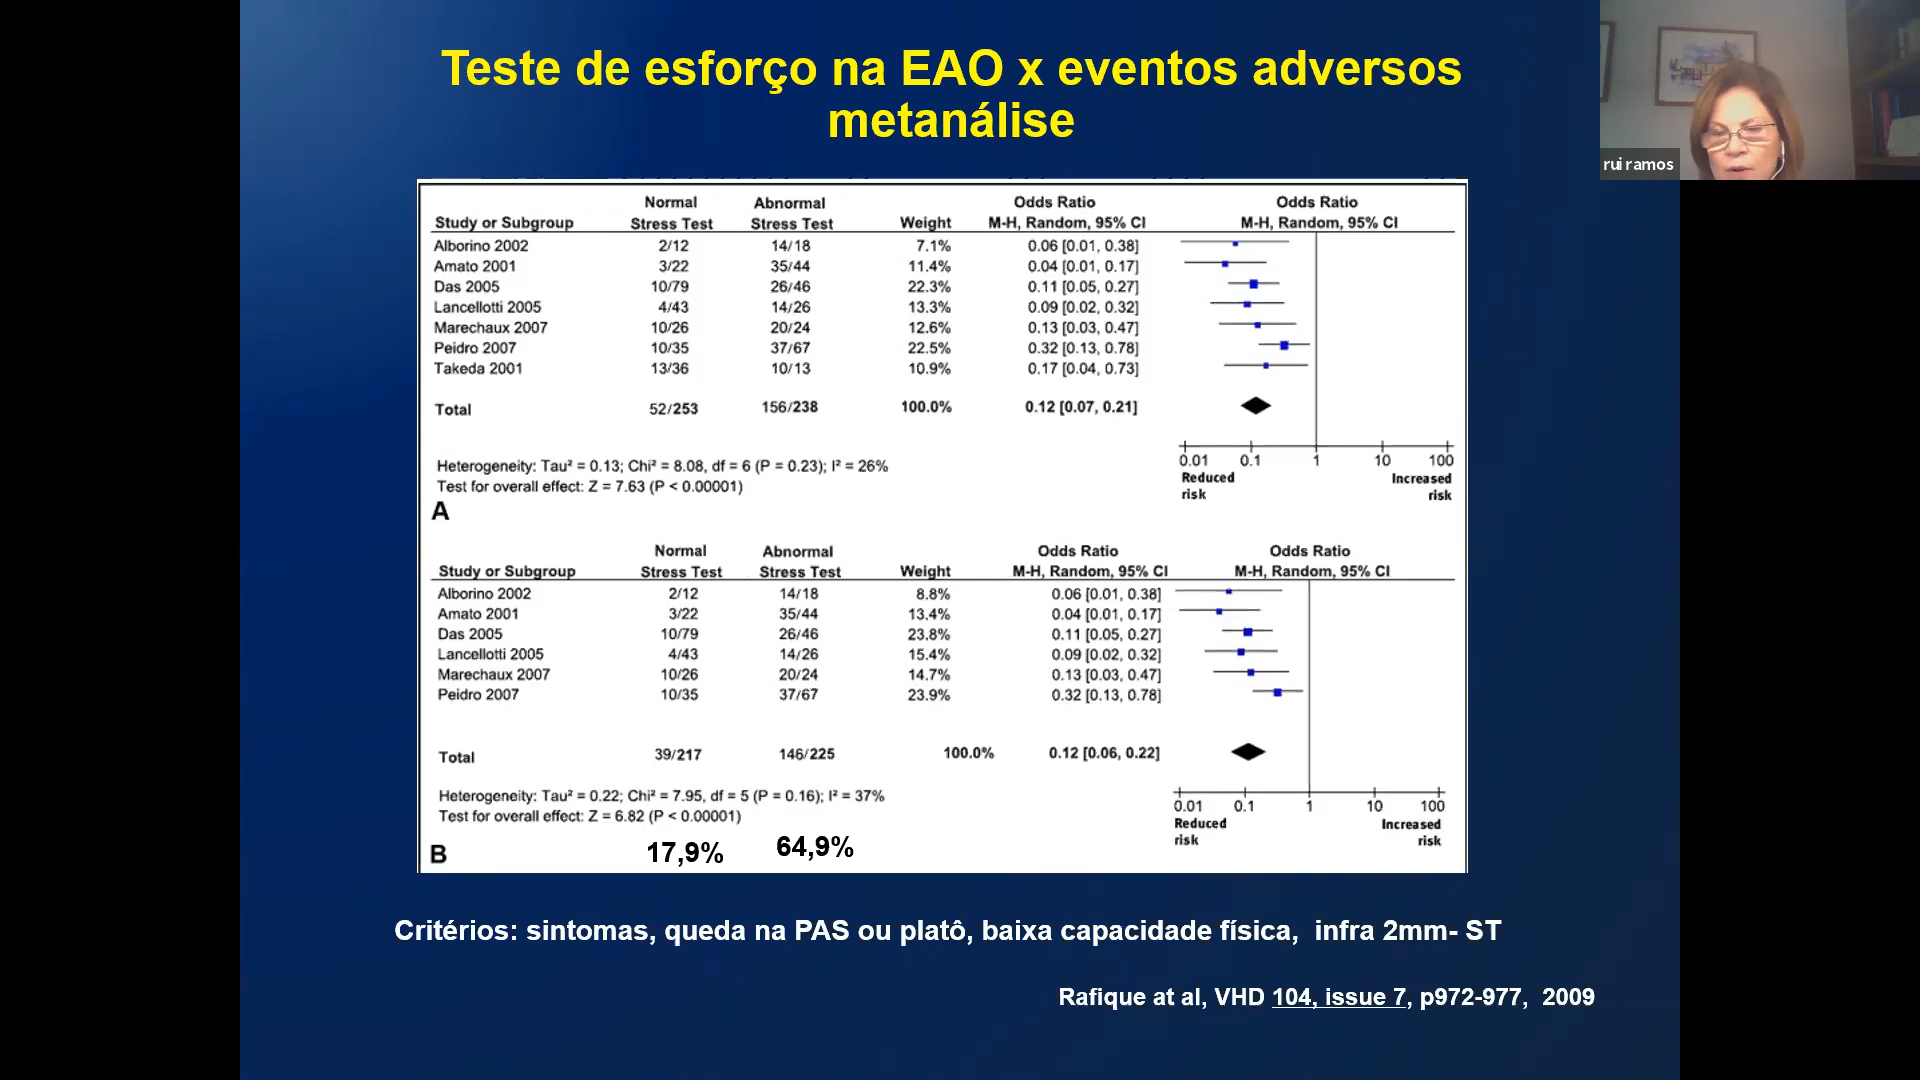 Teste de esforço na EAO x eventos adversos
metanálise
rui ramos
Normal Abnormal Odds Ratio Odds Ratio
Study or Subgroup Stress Test Stress Test Weight M-H, Random, 95% CI M-H, Random, 95% CI
Alborino 2002 2/12 14/18 7.1% 0.06 [0.01, 0.38]
Amato 2001 3/22 35/44 11.4% 0.04 [0.01, 0.17]
Das 2005 10/79 26/46 22.3% 0.11 [0.05, 0.27]
Lancellotti 2005 4/43 14/26 13.3% 0.09 [0.02, 0.32]
Marechaux 2007 10/26 20/24 12.6% 0.13 [0.03, 0.47]
Peidro 2007 10/35 37/67 22.5% 0.32 [0.13, 0.78]
Takeda 2001 13/36 10/13 10.9% 0.17 [0.04, 0.73]
Total 52/253 156/238 100.0% 0.12 [0.07, 0.21]
Heterogeneity: Tau² = 0.13; Chi² = 8.08, df = 6 (P = 0.23); I² = 26%
Test for overall effect: Z = 7.63 (P < 0.00001)
0.01 0.1 1 10 100
Reduced Increased
risk risk
A
Normal Abnormal Odds Ratio Odds Ratio
Study or Subgroup Stress Test Stress Test Weight M-H, Random, 95% CI M-H, Random, 95% CI
Alborino 2002 2/12 14/18 8.8% 0.06 [0.01, 0.38]
Amato 2001 3/22 35/44 13.4% 0.04 [0.01, 0.17]
Das 2005 10/79 26/46 23.8% 0.11 [0.05, 0.27]
Lancellotti 2005 4/43 14/26 15.4% 0.09 [0.02, 0.32]
Marechaux 2007 10/26 20/24 14.7% 0.13 [0.03, 0.47]
Peidro 2007 10/35 37/67 23.9% 0.32 [0.13, 0.78]
Total 39/217 146/225 100.0% 0.12 [0.06, 0.22]
Heterogeneity: Tau² = 0.22; Chi² = 7.95, df = 5 (P = 0.16); I² = 37%
Test for overall effect: Z = 6.82 (P < 0.00001)
0.01 0.1 1 10 100
Reduced Increased
risk risk
B 17,9% 64,9%
Critérios: sintomas, queda na PAS ou platô, baixa capacidade física, infra 2mm- ST
Rafique at al, VHD 104, issue 7, p972-977, 2009